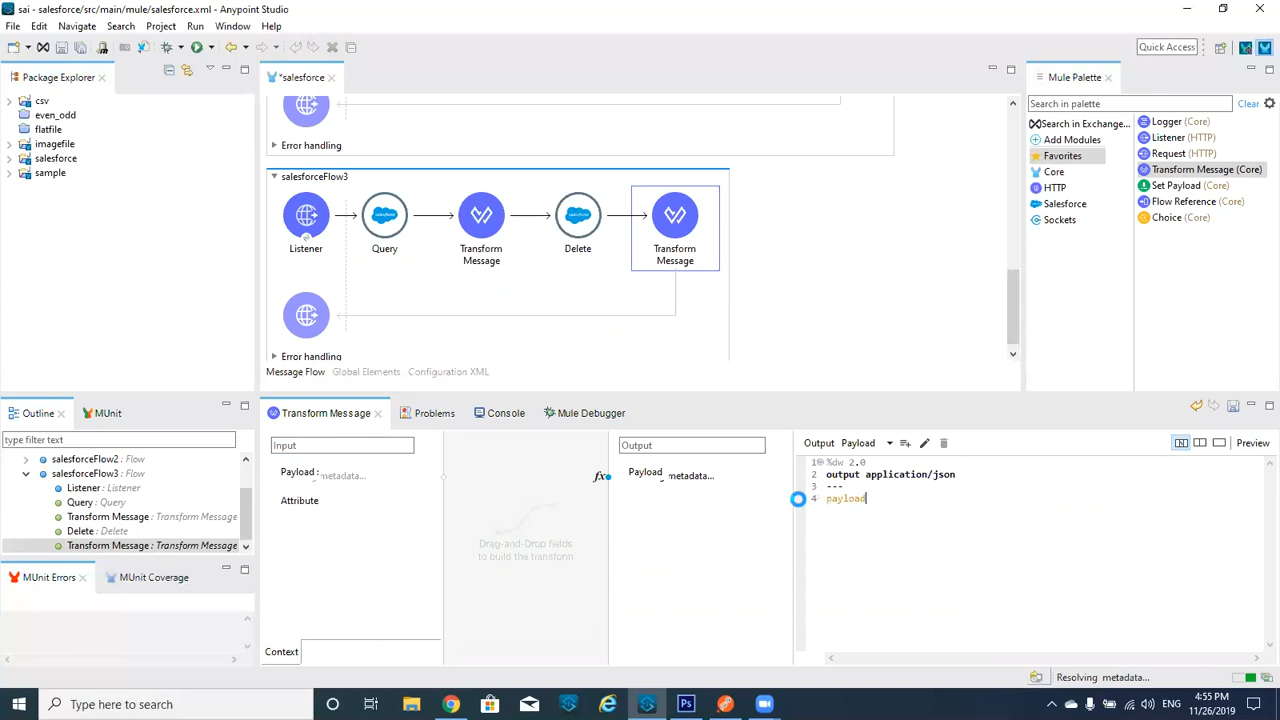 sai - salesforce/src/main/mule/salesforce.xml - Anypoint Studio
File Edit Navigate Search Project Run Window Help
Quick Access
Package Explorer
csv
even_odd
flatfile
imagefile
salesforce
sample
*salesforce
Error handling
salesforceFlow3
Listener
Query
Transform Message
Delete
Transform Message
Error handling
Message Flow Global Elements Configuration XML
Mule Palette
Search in palette
Clear
Search in Exchange...
Add Modules
Favorites
Core
HTTP
Salesforce
Sockets
Logger (Core)
Listener (HTTP)
Request (HTTP)
Transform Message (Core)
Set Payload (Core)
Flow Reference (Core)
Choice (Core)
Outline MUnit
type filter text
salesforceFlow2 : Flow
salesforceFlow3 : Flow
Listener : Listener
Query : Query
Transform Message : Transform Message
Delete : Delete
Transform Message : Transform Message
MUnit Errors MUnit Coverage
Transform Message Problems Console Mule Debugger
Input
Payload : metadata...
Attribute
Context
fx
Drag-and-Drop fields
to build the transform
Output
Payload metadata...
Output Payload Preview
1 %dw 2.0
2 output application/json
3 ---
4 payload
Resolving metadata...
Type here to search
Ps
ENG
4:55 PM
11/26/2019